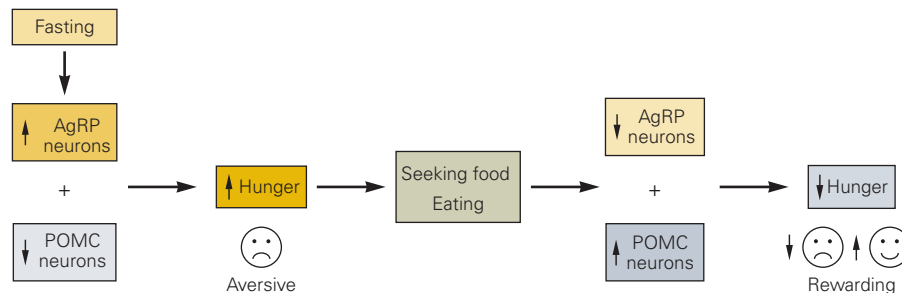 Fasting
↑ AgRP
neurons
+
↓ POMC
neurons
↑ Hunger
Aversive
Seeking food
Eating
↓ AgRP
neurons
+
↑ POMC
neurons
↓ Hunger
↓ ↑
Rewarding